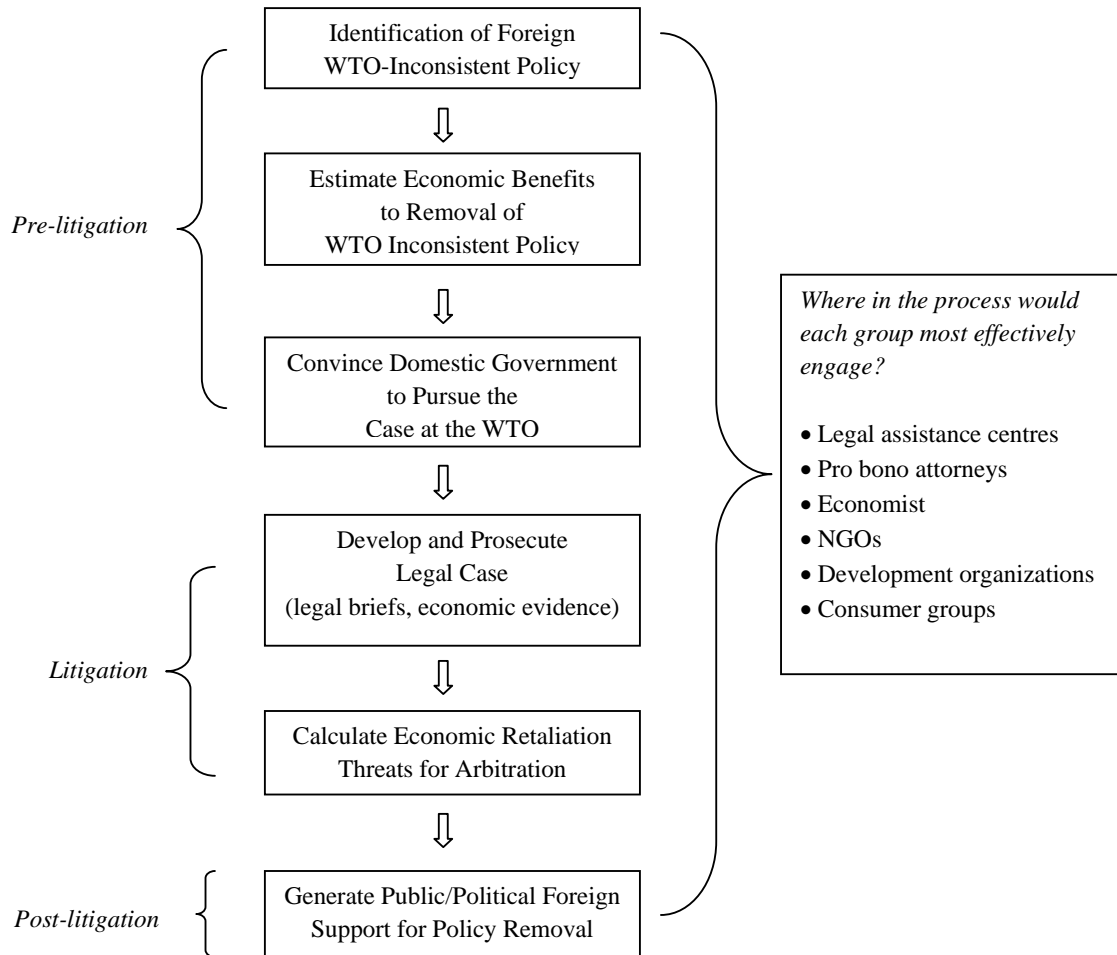 Identification of Foreign
WTO-Inconsistent Policy
Pre-litigation
Estimate Economic Benefits
to Removal of
WTO Inconsistent Policy
Convince Domestic Government
to Pursue the
Case at the WTO
Litigation
Develop and Prosecute
Legal Case
(legal briefs, economic evidence)
Calculate Economic Retaliation
Threats for Arbitration
Post-litigation
Generate Public/Political Foreign
Support for Policy Removal
Where in the process would
each group most effectively
engage?
• Legal assistance centres
• Pro bono attorneys
• Economist
• NGOs
• Development organizations
• Consumer groups